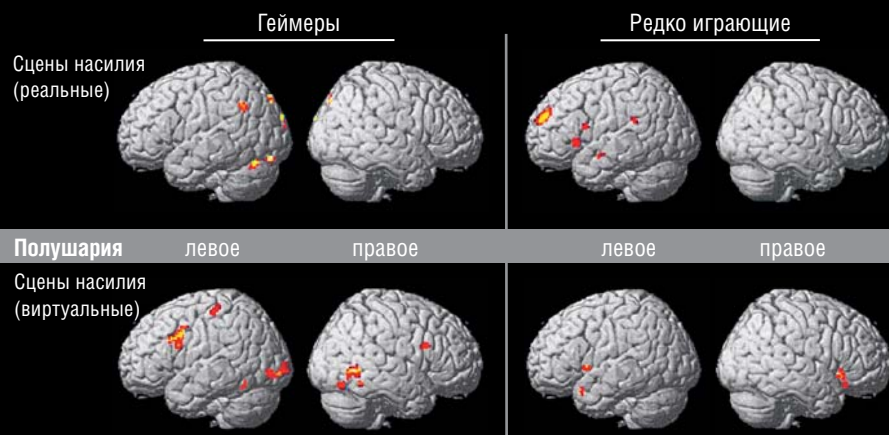 Геймеры
Редко играющие
Сцены насилия
(реальные)
Полушария левое правое левое правое
Сцены насилия
(виртуальные)